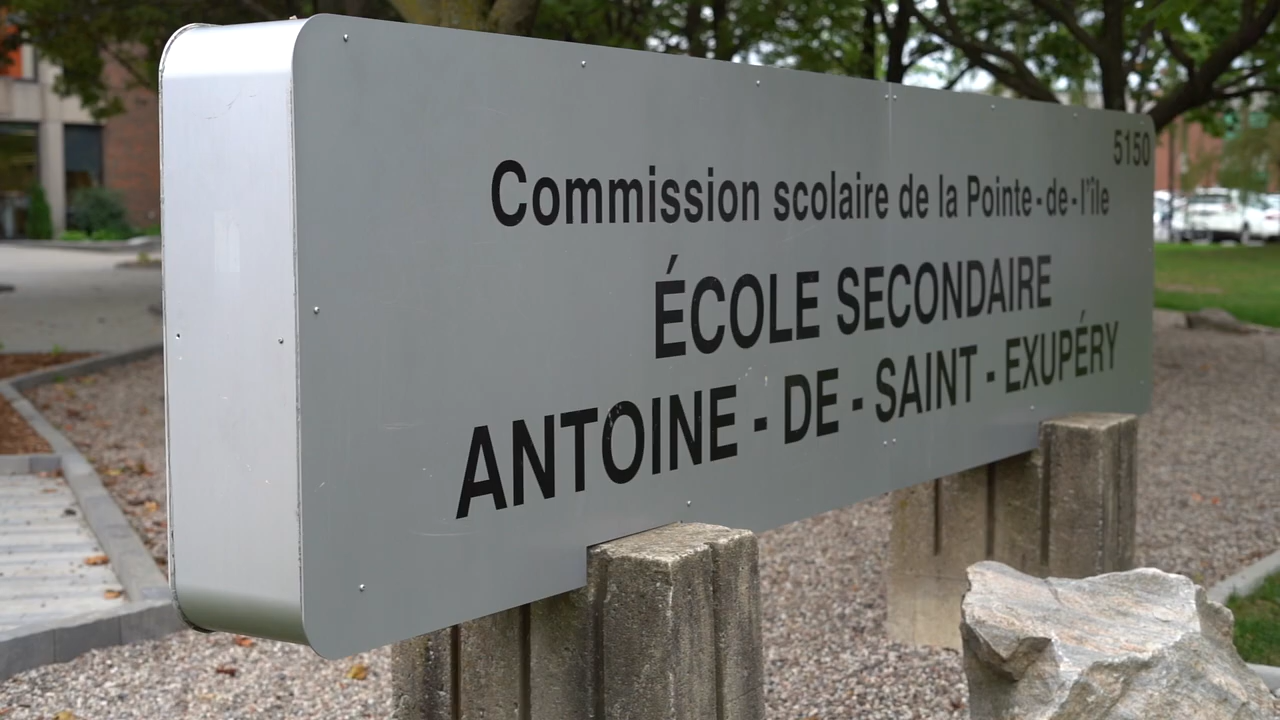 5150
Commission scolaire de la Pointe-de-l'île
ÉCOLE SECONDAIRE
ANTOINE - DE - SAINT - EXUPÉRY